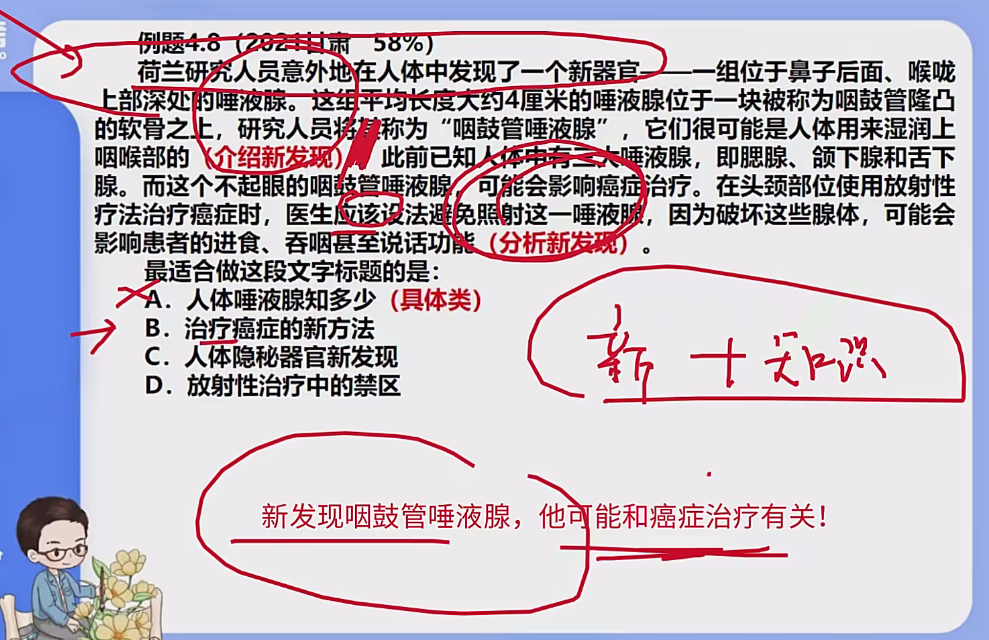 例题4.8（2021甘肃 58%）
荷兰研究人员意外地在人体中发现了一个新器官——一组位于鼻子后面、喉咙
上部深处的唾液腺。这组平均长度大约4厘米的唾液腺位于一块被称为咽鼓管隆凸
的软骨之上，研究人员将其称为“咽鼓管唾液腺”，它们很可能是人体用来湿润上
咽喉部的（介绍新发现） 此前已知人体中有三大唾液腺，即腮腺、颌下腺和舌下
腺。而这个不起眼的咽鼓管唾液腺，可能会影响癌症治疗。在头颈部位使用放射性
疗法治疗癌症时，医生应该设法避免照射这一唾液腺，因为破坏这些腺体，可能会
影响患者的进食、吞咽甚至说话功能（分析新发现）。
最适合做这段文字标题的是：
A．人体唾液腺知多少（具体类）
B．治疗癌症的新方法
C．人体隐秘器官新发现
D．放射性治疗中的禁区
新 十 知识
新发现咽鼓管唾液腺，他可能和癌症治疗有关！